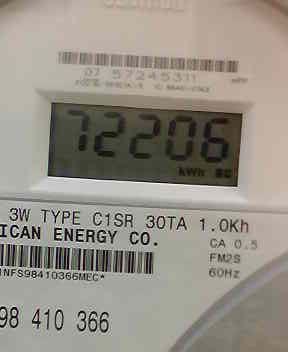 07 57245311
72206
kWh
3W TYPE C1SR 30TA 1.0Kh
ICAN ENERGY CO.
CA 0.5
FM2S
60Hz
1NFS98410366MEC*
98 410 366